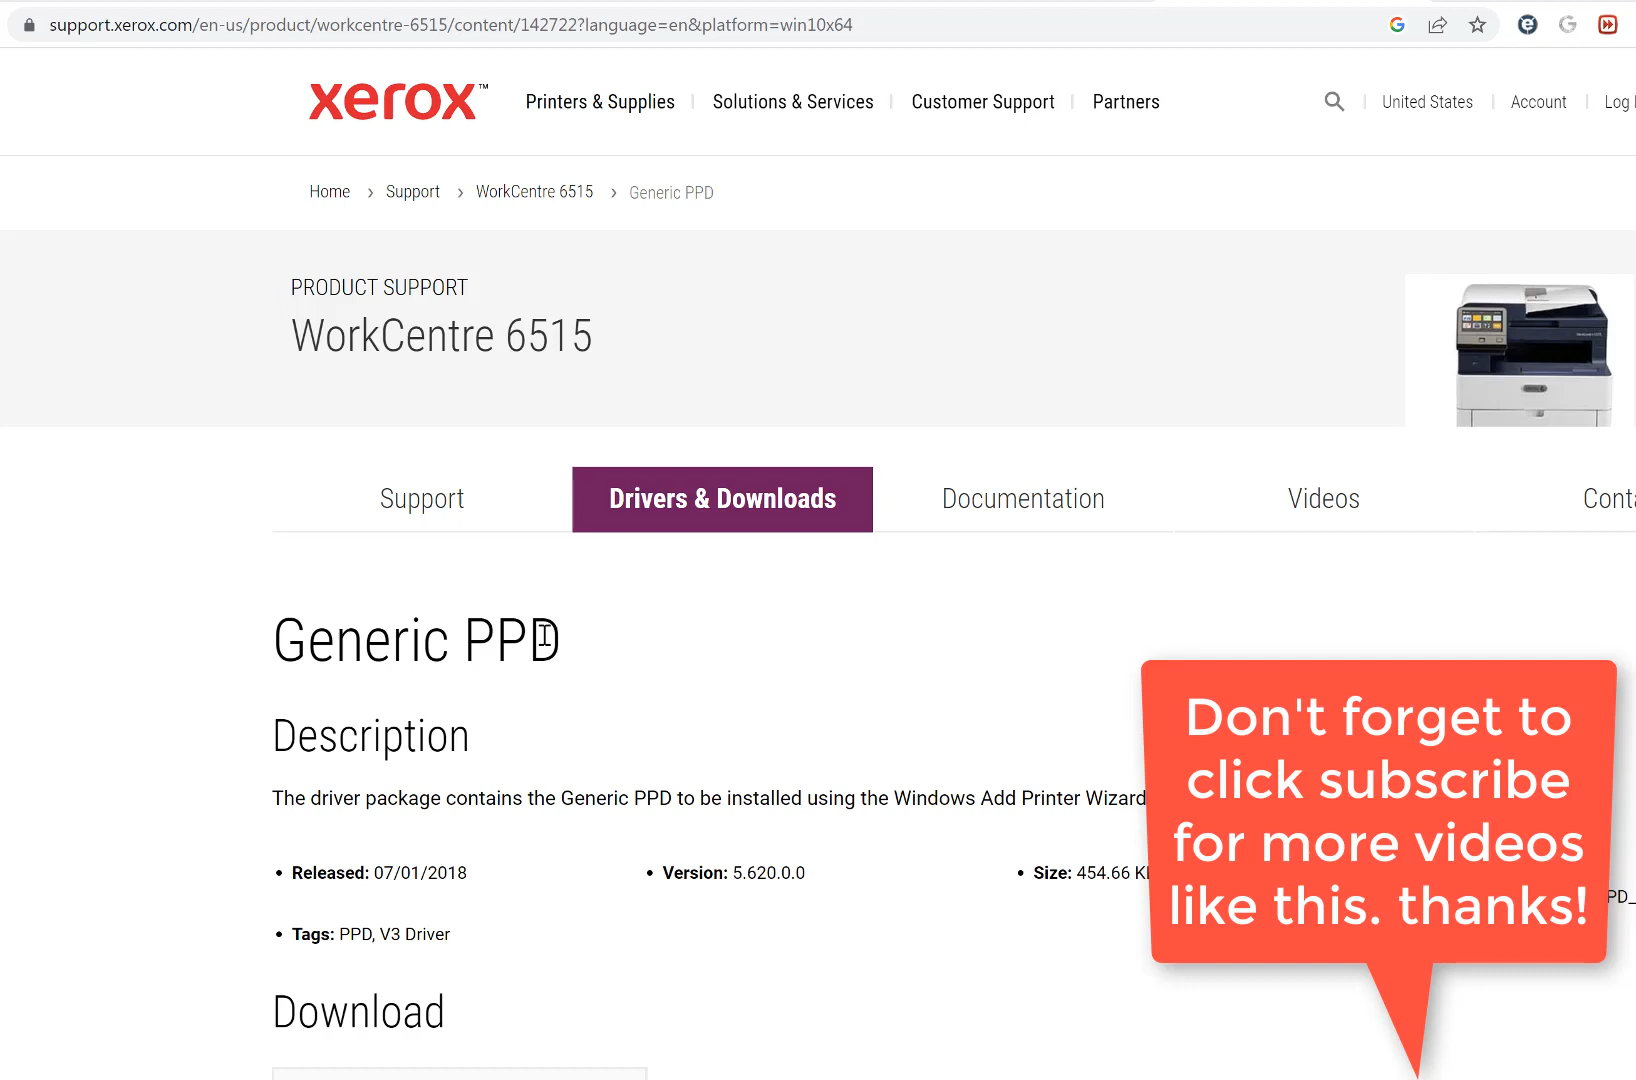 support.xerox.com/en-us/product/workcentre-6515/content/142722?language=en&platform=win10x64
xerox™ Printers & Supplies Solutions & Services Customer Support Partners United States Account Log
Home › Support › WorkCentre 6515 › Generic PPD
PRODUCT SUPPORT
WorkCentre 6515
Support Drivers & Downloads Documentation Videos Conta
Generic PPD
Description
The driver package contains the Generic PPD to be installed using the Windows Add Printer Wizard
• Released: 07/01/2018 • Version: 5.620.0.0 • Size: 454.66 K
PD_
• Tags: PPD, V3 Driver
Download
Don't forget to
click subscribe
for more videos
like this. thanks!